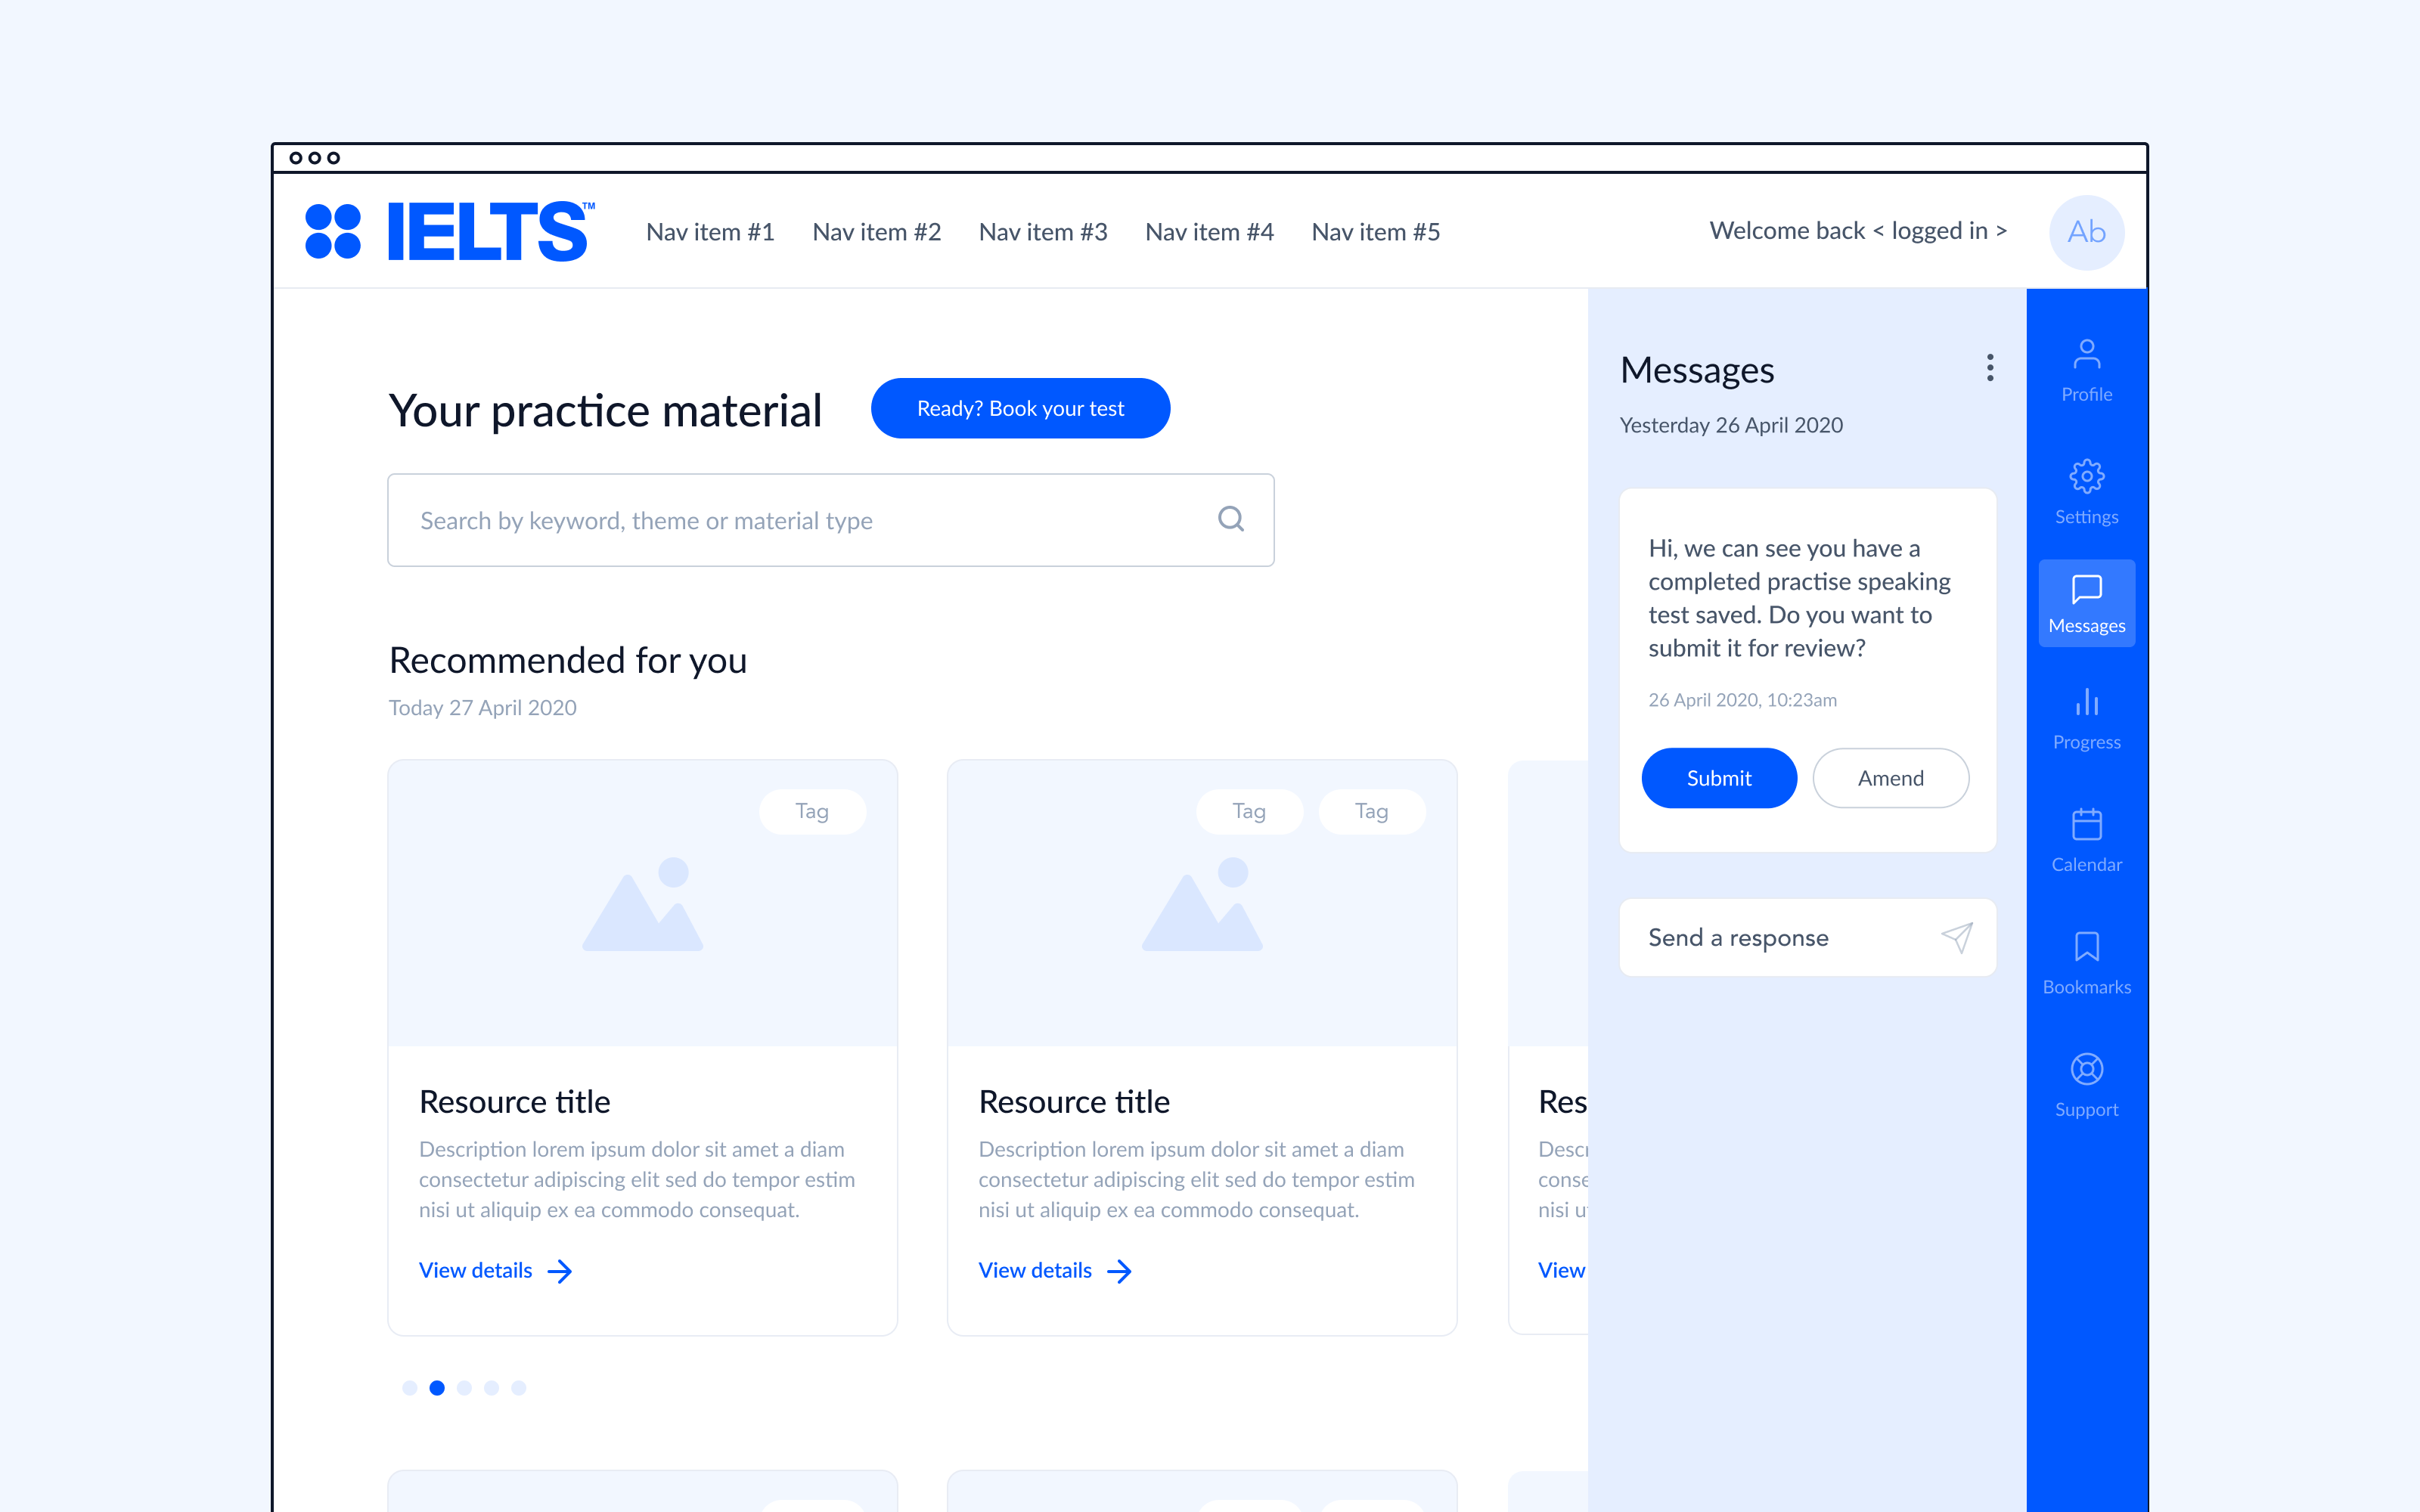 IELTS™
Nav item #1
Nav item #2
Nav item #3
Nav item #4
Nav item #5
Welcome back < logged in >
Ab
Your practice material
Ready? Book your test
Search by keyword, theme or material type
Recommended for you
Today 27 April 2020
Tag
Resource title
Description lorem ipsum dolor sit amet a diam
consectetur adipiscing elit sed do tempor estim
nisi ut aliquip ex ea commodo consequat.
View details
Tag
Tag
Resource title
Description lorem ipsum dolor sit amet a diam
consectetur adipiscing elit sed do tempor estim
nisi ut aliquip ex ea commodo consequat.
View details
Res
Descr
conse
nisi u
View
Messages
Yesterday 26 April 2020
Hi, we can see you have a
completed practise speaking
test saved. Do you want to
submit it for review?
26 April 2020, 10:23am
Submit
Amend
Send a response
Profile
Settings
Messages
Progress
Calendar
Bookmarks
Support